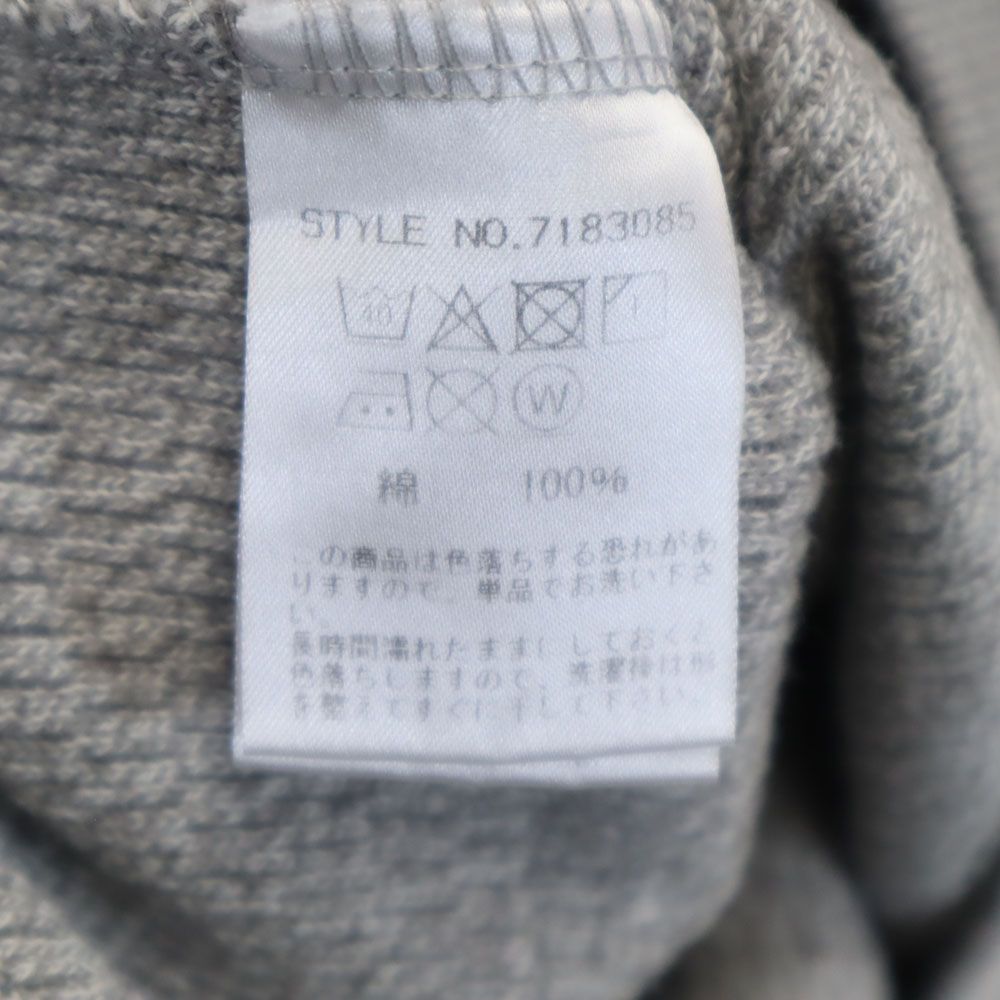 STYLE NO.7183085
40
W
綿 100%
この商品は色落ちする恐れがあ
りますので、単品でお洗い下さ
い。
長時間濡れたままにしておくと
色落ちしますので、洗濯後は形
を整えてすぐに干して下さい。